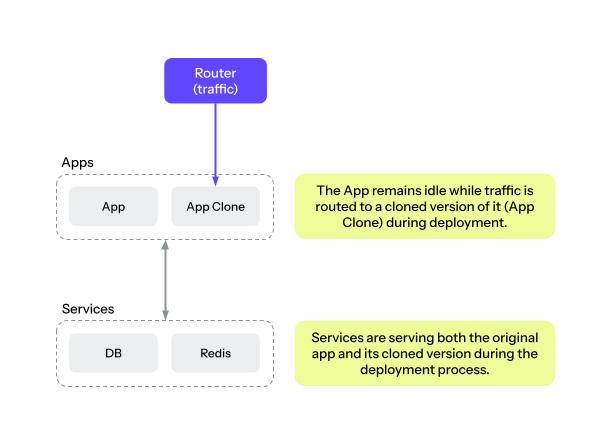 Router
(traffic)
Apps
App
App Clone
The App remains idle while traffic is
routed to a cloned version of it (App
Clone) during deployment.
Services
DB
Redis
Services are serving both the original
app and its cloned version during the
deployment process.